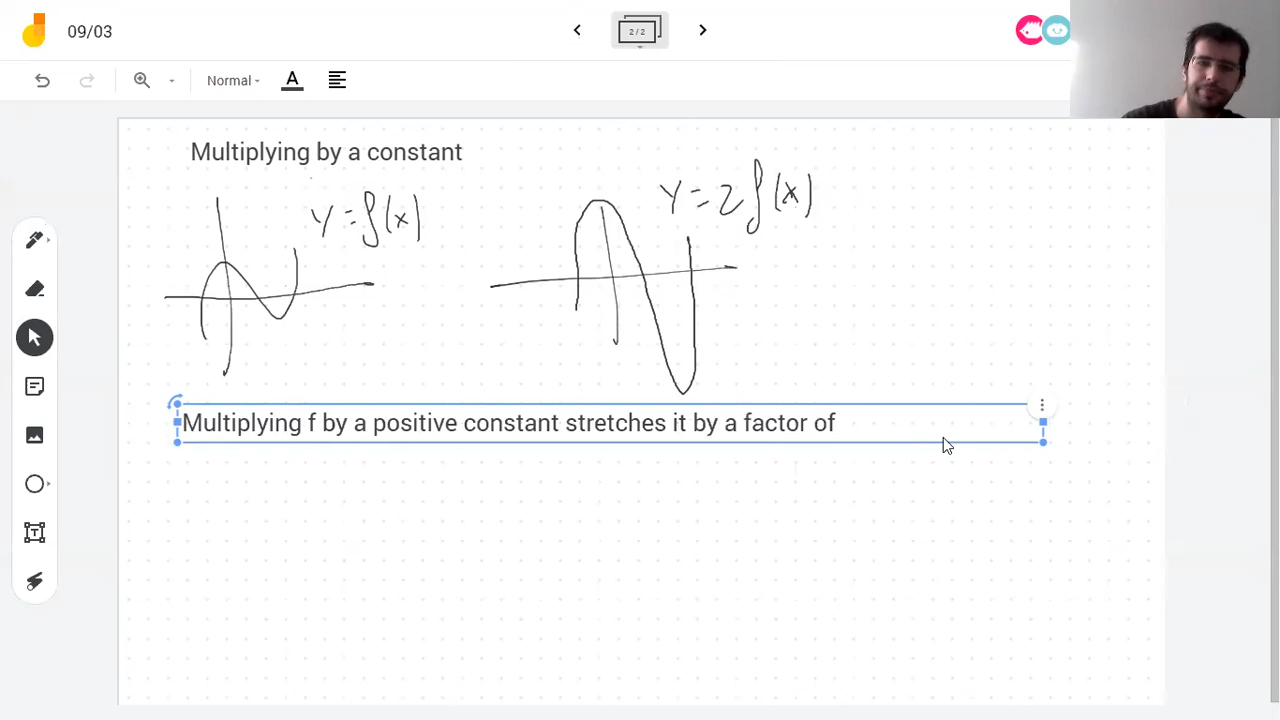 09/03
2 / 2
Normal
A
Multiplying by a constant
y = f(x)
y = 2f(x)
Multiplying f by a positive constant stretches it by a factor of
T